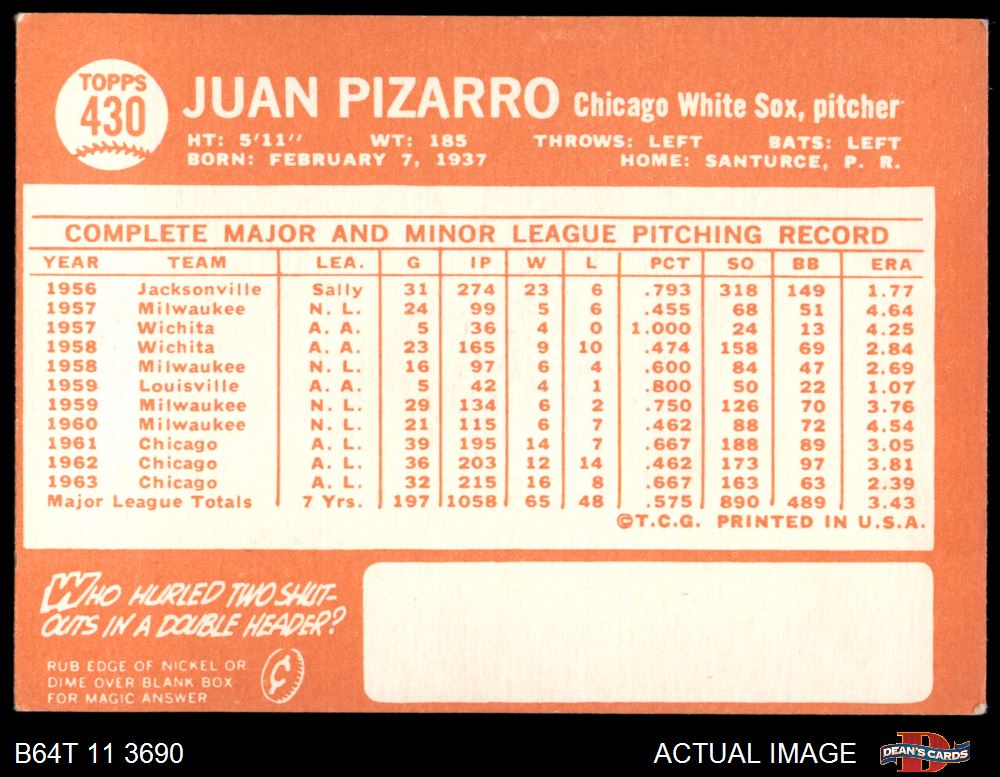 TOPPS
430
JUAN PIZARRO Chicago White Sox, pitcher
HT: 5'11" WT: 185 THROWS: LEFT BATS: LEFT
BORN: FEBRUARY 7, 1937 HOME: SANTURCE, P. R.
COMPLETE MAJOR AND MINOR LEAGUE PITCHING RECORD
YEAR TEAM LEA. G IP W L PCT SO BB ERA
1956 Jacksonville Sally 31 274 23 6 .793 318 149 1.77
1957 Milwaukee N. L. 24 99 5 6 .455 68 51 4.64
1957 Wichita A. A. 5 36 4 0 1.000 24 13 4.25
1958 Wichita A. A. 23 165 9 10 .474 158 69 2.84
1958 Milwaukee N. L. 16 97 6 4 .600 84 47 2.69
1959 Louisville A. A. 5 42 4 1 .800 50 22 1.07
1959 Milwaukee N. L. 29 134 6 2 .750 126 70 3.76
1960 Milwaukee N. L. 21 115 6 7 .462 88 72 4.54
1961 Chicago A. L. 39 195 14 7 .667 188 89 3.05
1962 Chicago A. L. 36 203 12 14 .462 173 97 3.81
1963 Chicago A. L. 32 215 16 8 .667 163 63 2.39
Major League Totals 7 Yrs. 197 1058 65 48 .575 890 489 3.43
©T.C.G. PRINTED IN U.S.A.
WHO HURLED TWO SHUT-
OUTS IN A DOUBLE HEADER?
RUB EDGE OF NICKEL OR
DIME OVER BLANK BOX
FOR MAGIC ANSWER
¢
B64T 11 3690 ACTUAL IMAGE D DEAN'S CARDS